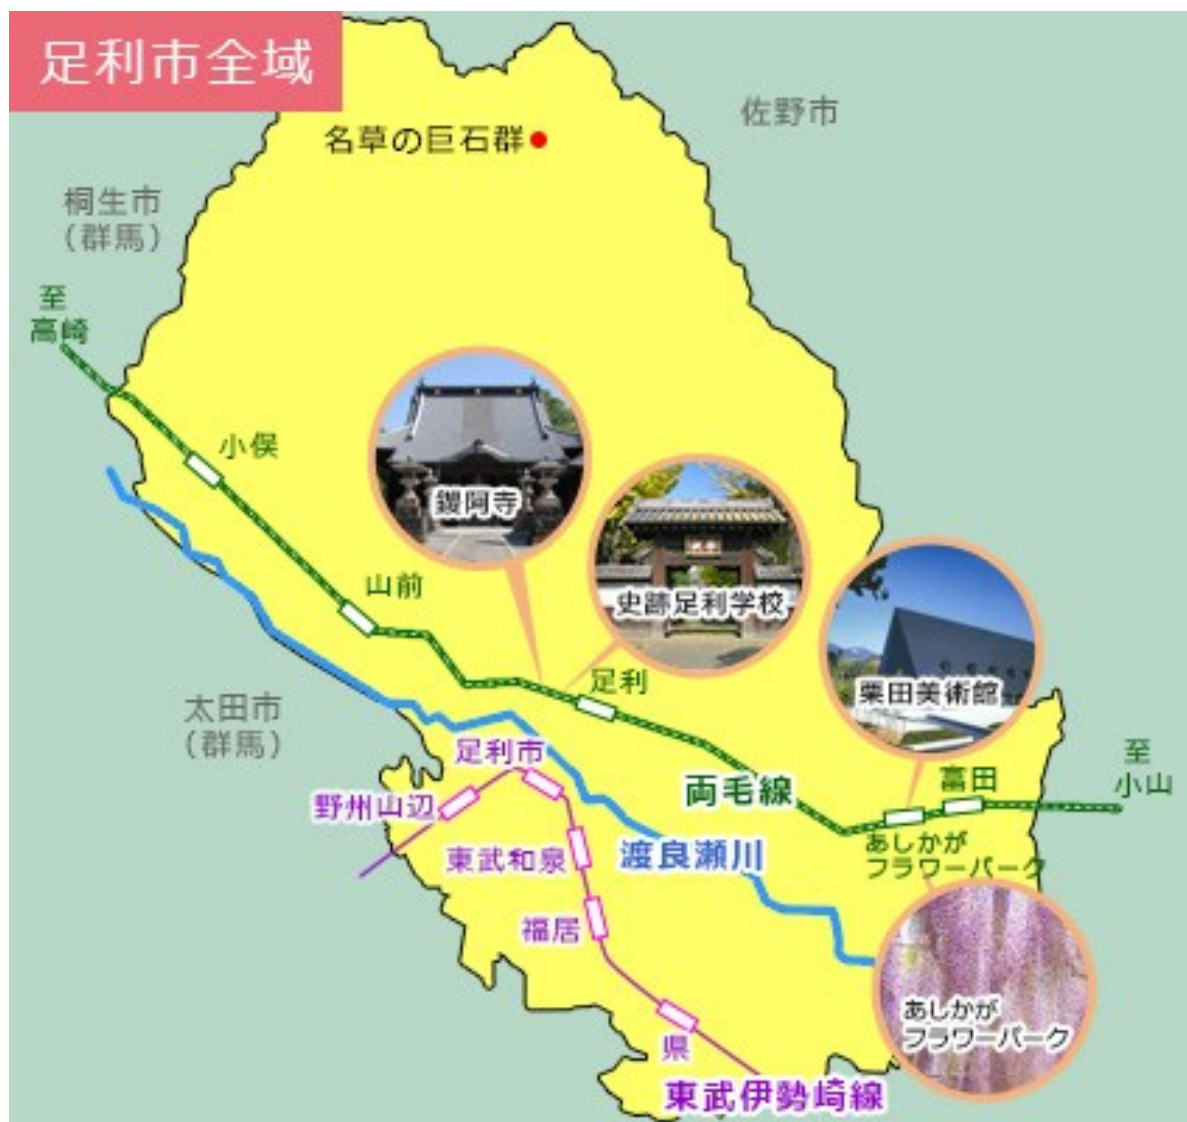 足利市全域
佐野市
名草の巨石群
桐生市
(群馬)
至
高崎
小俣
鑁阿寺
山前
史跡足利学校
足利
栗田美術館
太田市
(群馬)
足利市
両毛線
富田
至
小山
野州山辺
東武和泉
渡良瀬川
あしかが
フラワーパーク
福居
あしかが
フラワーパーク
県
東武伊勢崎線